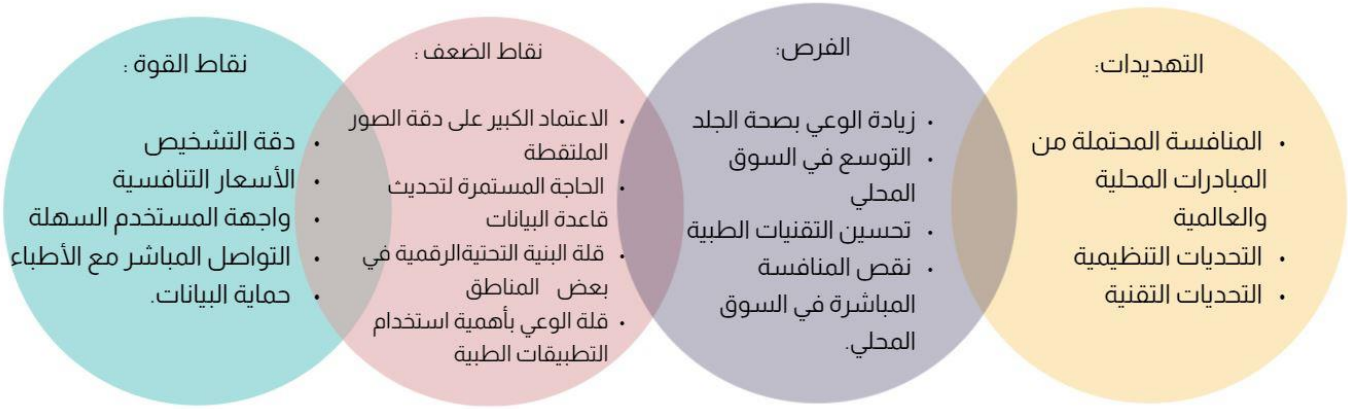 نقاط القوة :
• دقة التشخيص
• الأسعار التنافسية
• واجهة المستخدم السهلة
• التواصل المباشر مع الأطباء
• حماية البيانات.
نقاط الضعف :
• الاعتماد الكبير على دقة الصور
الملتقطة
• الحاجة المستمرة لتحديث
قاعدة البيانات
• قلة البنية التحتيةالرقمية في
بعض المناطق
• قلة الوعي بأهمية استخدام
التطبيقات الطبية
الفرص:
• زيادة الوعي بصحة الجلد
• التوسع في السوق
المحلي
• تحسين التقنيات الطبية
• نقص المنافسة
المباشرة في السوق
المحلي.
التهديدات:
• المنافسة المحتملة من
المبادرات المحلية
والعالمية
• التحديات التنظيمية
• التحديات التقنية